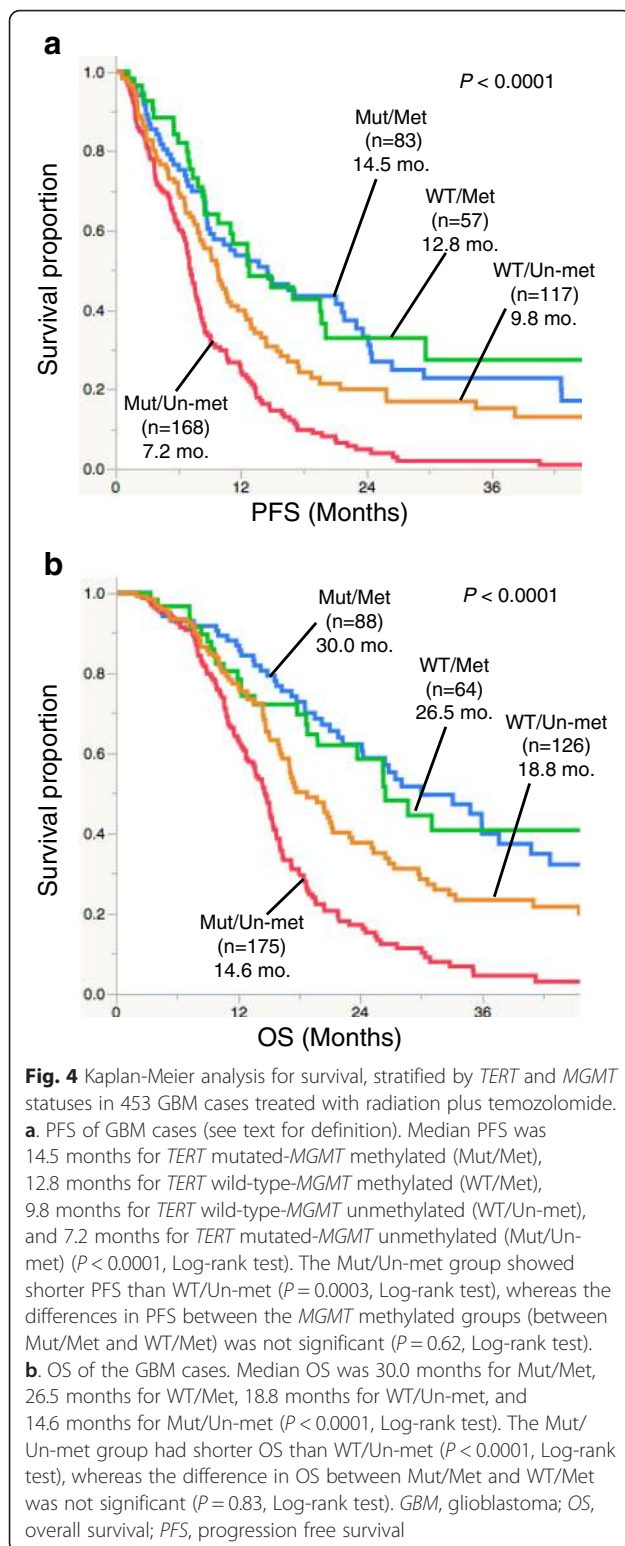 a
1.0
0.8
0.6
0.4
0.2
0.0
Survival proportion
P < 0.0001
Mut/Met
(n=83)
14.5 mo.
WT/Met
(n=57)
12.8 mo.
WT/Un-met
(n=117)
9.8 mo.
Mut/Un-met
(n=168)
7.2 mo.
0 12 24 36
PFS (Months)
b
1.0
0.8
0.6
0.4
0.2
0.0
Survival proportion
P < 0.0001
Mut/Met
(n=88)
30.0 mo.
WT/Met
(n=64)
26.5 mo.
WT/Un-met
(n=126)
18.8 mo.
Mut/Un-met
(n=175)
14.6 mo.
0 12 24 36
OS (Months)
Fig. 4 Kaplan-Meier analysis for survival, stratified by TERT and MGMT
statuses in 453 GBM cases treated with radiation plus temozolomide.
a. PFS of GBM cases (see text for definition). Median PFS was
14.5 months for TERT mutated-MGMT methylated (Mut/Met),
12.8 months for TERT wild-type-MGMT methylated (WT/Met),
9.8 months for TERT wild-type-MGMT unmethylated (WT/Un-met),
and 7.2 months for TERT mutated-MGMT unmethylated (Mut/Un-
met) (P < 0.0001, Log-rank test). The Mut/Un-met group showed
shorter PFS than WT/Un-met (P = 0.0003, Log-rank test), whereas the
differences in PFS between the MGMT methylated groups (between
Mut/Met and WT/Met) was not significant (P = 0.62, Log-rank test).
b. OS of the GBM cases. Median OS was 30.0 months for Mut/Met,
26.5 months for WT/Met, 18.8 months for WT/Un-met, and
14.6 months for Mut/Un-met (P < 0.0001, Log-rank test). The Mut/
Un-met group had shorter OS than WT/Un-met (P < 0.0001, Log-rank
test), whereas the difference in OS between Mut/Met and WT/Met
was not significant (P = 0.83, Log-rank test). GBM, glioblastoma; OS,
overall survival; PFS, progression free survival